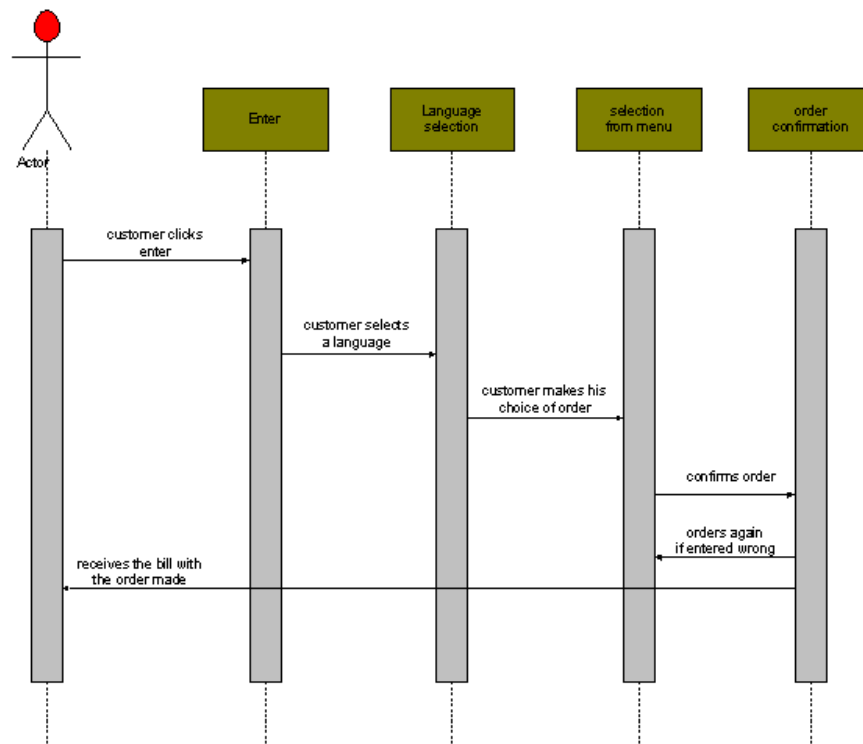 Actor
Enter
Language
selection
selection
from menu
order
confirmation
customer clicks
enter
customer selects
a language
customer makes his
choice of order
confirms order
orders again
if entered wrong
receives the bill with
the order made